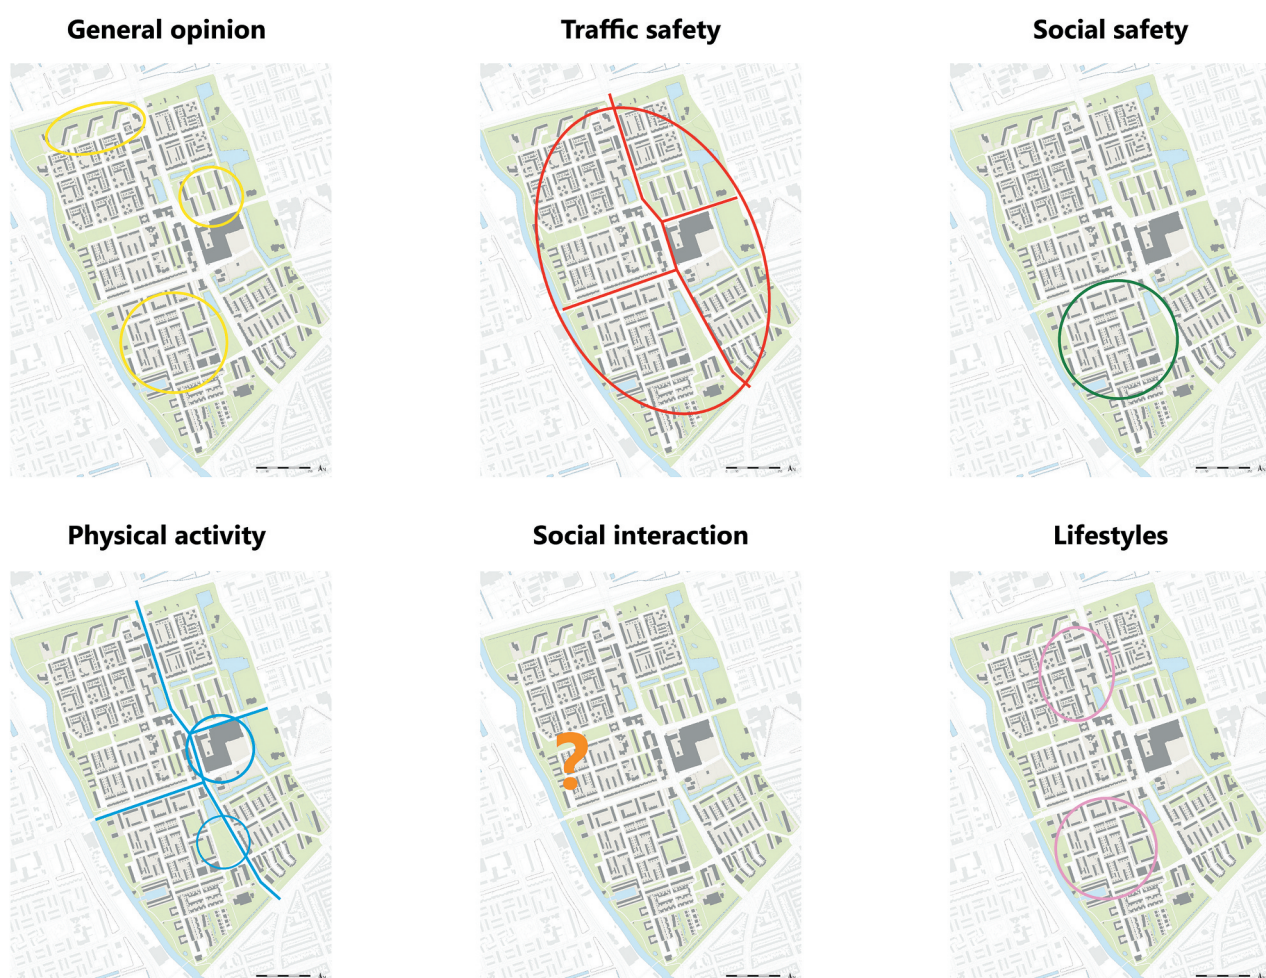 General opinion
Traffic safety
Social safety
Physical activity
Social interaction
Lifestyles
?